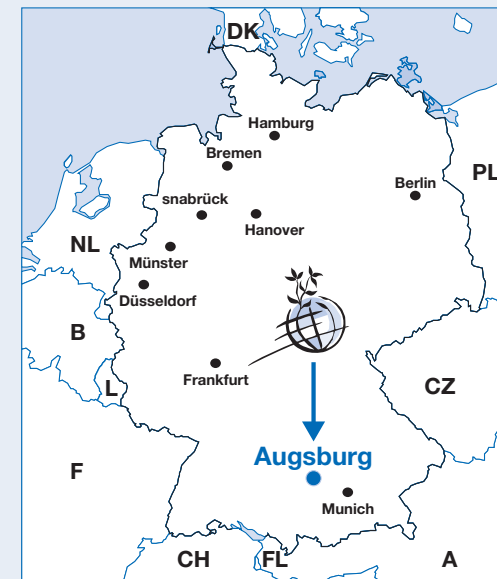 DK
Hamburg
Bremen
PL
Berlin
snabrück
Hanover
NL
Münster
Düsseldorf
B
Frankfurt
L
CZ
Augsburg
F
Munich
CH
FL
A